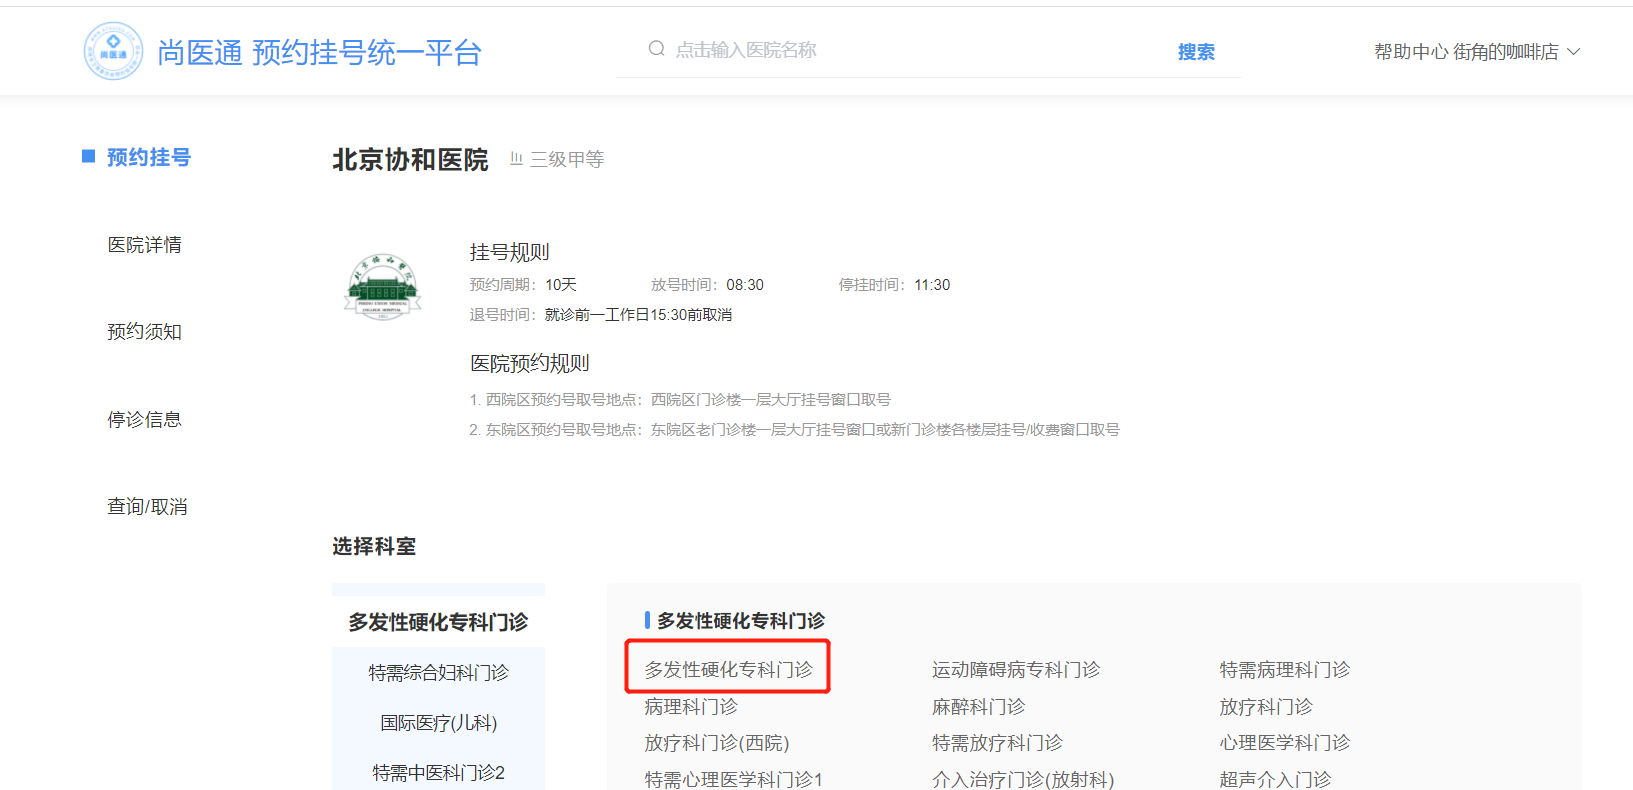 尚医通
尚医通 预约挂号统一平台
点击输入医院名称
搜索
帮助中心 街角的咖啡店
预约挂号
医院详情
预约须知
停诊信息
查询/取消
北京协和医院 三级甲等
北京协和医院
PEKING UNION MEDICAL
COLLEGE HOSPITAL
挂号规则
预约周期：10天 放号时间：08:30 停挂时间：11:30
退号时间：就诊前一工作日15:30前取消
医院预约规则
1. 西院区预约号取号地点：西院区门诊楼一层大厅挂号窗口取号
2. 东院区预约号取号地点：东院区老门诊楼一层大厅挂号窗口或新门诊楼各楼层挂号/收费窗口取号
选择科室
多发性硬化专科门诊
特需综合妇科门诊
国际医疗(儿科)
特需中医科门诊2
多发性硬化专科门诊
多发性硬化专科门诊 运动障碍病专科门诊 特需病理科门诊
病理科门诊 麻醉科门诊 放疗科门诊
放疗科门诊(西院) 特需放疗科门诊 心理医学科门诊
特需心理医学科门诊1 介入治疗门诊(放射科) 超声介入门诊